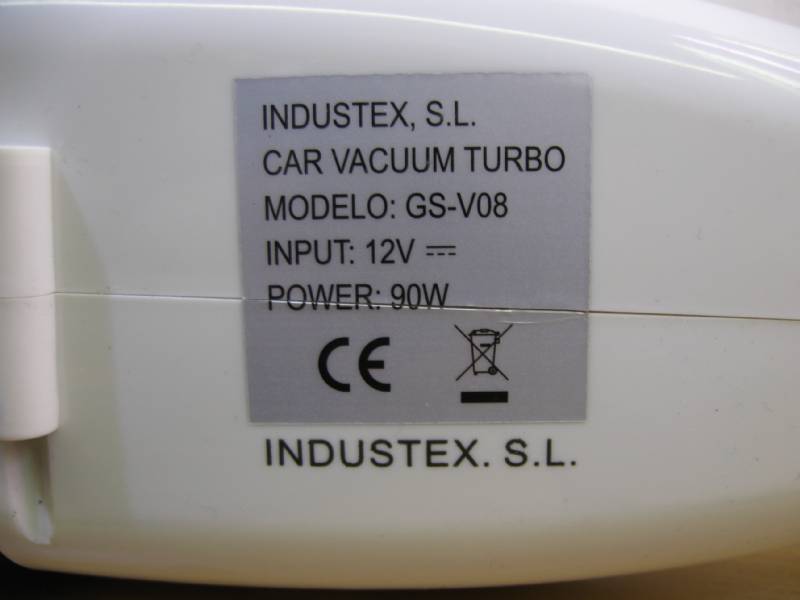 INDUSTEX, S.L.
CAR VACUUM TURBO
MODELO: GS-V08
INPUT: 12V ⎓
POWER: 90W
CE
INDUSTEX. S.L.